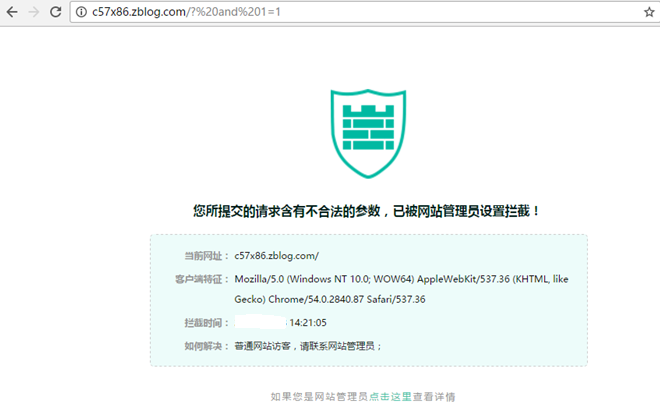 c57x86.zblog.com/?%20and%201=1
您所提交的请求含有不合法的参数，已被网站管理员设置拦截！
当前网址： c57x86.zblog.com/
客户端特征： Mozilla/5.0 (Windows NT 10.0; WOW64) AppleWebKit/537.36 (KHTML, like
Gecko) Chrome/54.0.2840.87 Safari/537.36
拦截时间： 14:21:05
如何解决： 普通网站访客，请联系网站管理员；
如果您是网站管理员点击这里查看详情